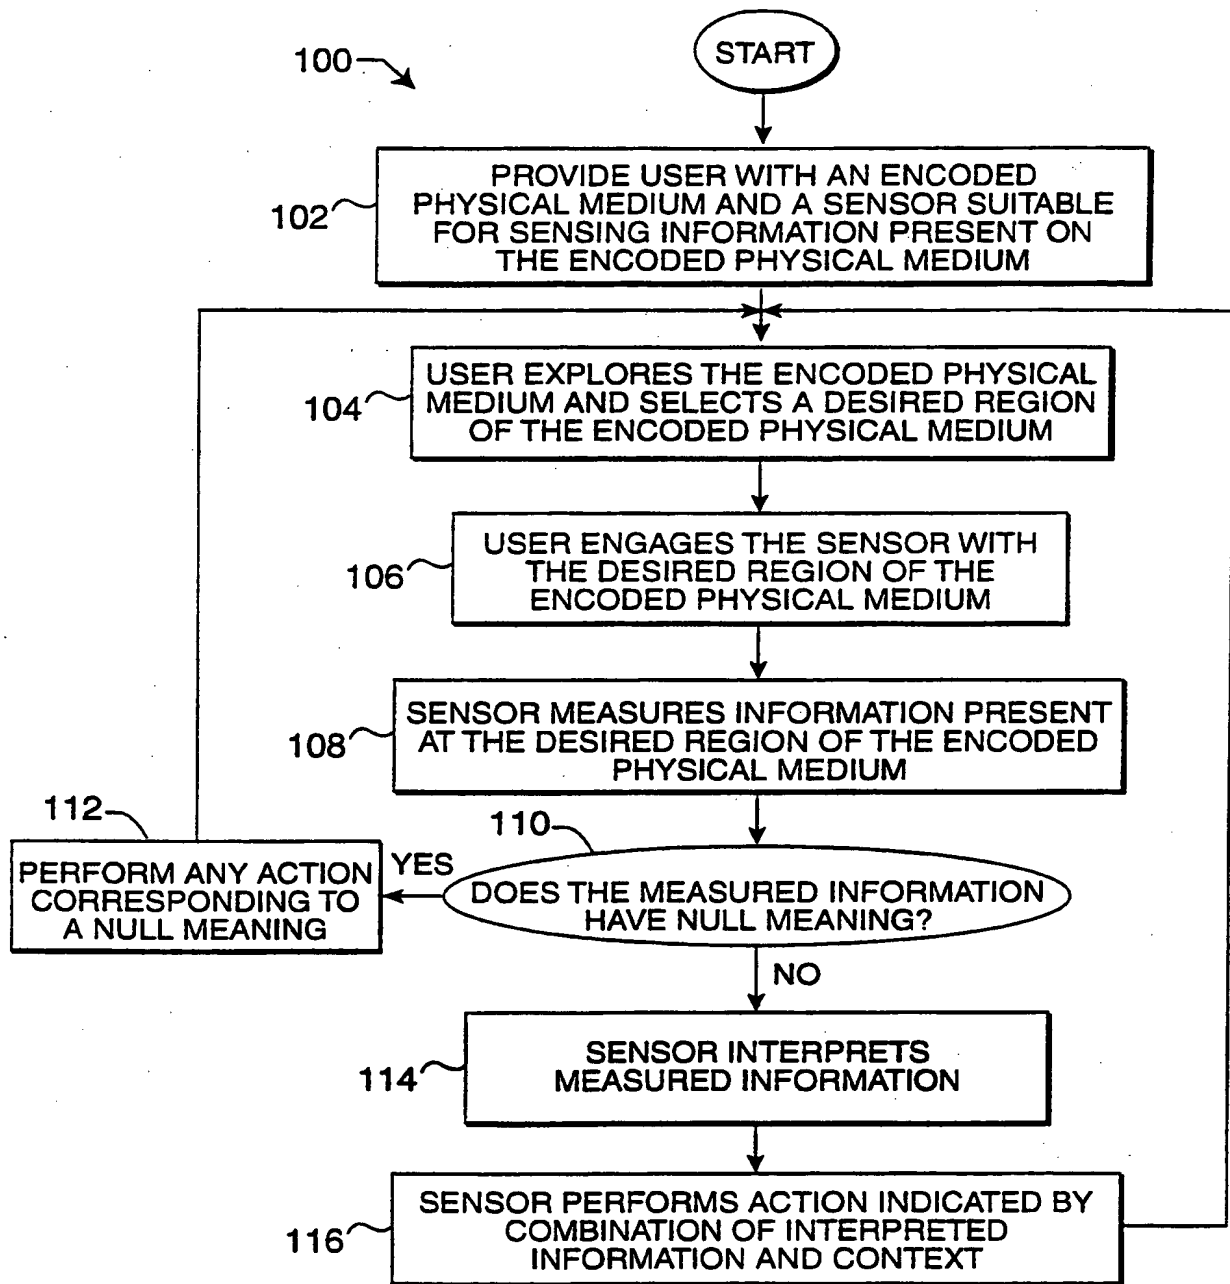 START
100
PROVIDE USER WITH AN ENCODED
PHYSICAL MEDIUM AND A SENSOR SUITABLE
FOR SENSING INFORMATION PRESENT ON
THE ENCODED PHYSICAL MEDIUM
102
USER EXPLORES THE ENCODED PHYSICAL
MEDIUM AND SELECTS A DESIRED REGION
OF THE ENCODED PHYSICAL MEDIUM
104
USER ENGAGES THE SENSOR WITH
THE DESIRED REGION OF THE
ENCODED PHYSICAL MEDIUM
106
SENSOR MEASURES INFORMATION PRESENT
AT THE DESIRED REGION OF THE ENCODED
PHYSICAL MEDIUM
108
110
DOES THE MEASURED INFORMATION
HAVE NULL MEANING?
YES
112
PERFORM ANY ACTION
CORRESPONDING TO
A NULL MEANING
NO
SENSOR INTERPRETS
MEASURED INFORMATION
114
SENSOR PERFORMS ACTION INDICATED BY
COMBINATION OF INTERPRETED
INFORMATION AND CONTEXT
116